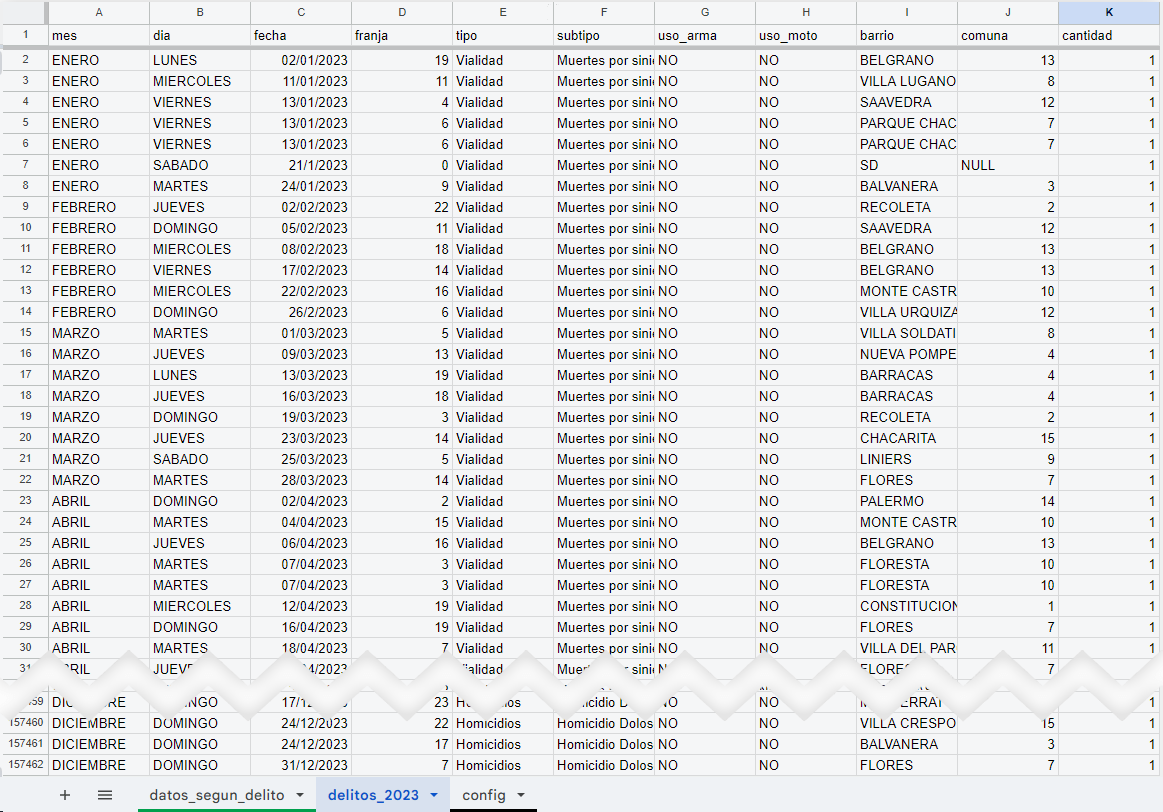 A B C D E F G H I J K
1 mes dia fecha franja tipo subtipo uso_arma uso_moto barrio comuna cantidad
2 ENERO LUNES 02/01/2023 19 Vialidad Muertes por sini NO NO BELGRANO 13 1
3 ENERO MIERCOLES 11/01/2023 11 Vialidad Muertes por sini NO NO VILLA LUGANO 8 1
4 ENERO VIERNES 13/01/2023 4 Vialidad Muertes por sini NO NO SAAVEDRA 12 1
5 ENERO VIERNES 13/01/2023 6 Vialidad Muertes por sini NO NO PARQUE CHAC 7 1
6 ENERO VIERNES 13/01/2023 6 Vialidad Muertes por sini NO NO PARQUE CHAC 7 1
7 ENERO SABADO 21/1/2023 0 Vialidad Muertes por sini NO NO SD NULL 1
8 ENERO MARTES 24/01/2023 9 Vialidad Muertes por sini NO NO BALVANERA 3 1
9 FEBRERO JUEVES 02/02/2023 22 Vialidad Muertes por sini NO NO RECOLETA 2 1
10 FEBRERO DOMINGO 05/02/2023 11 Vialidad Muertes por sini NO NO SAAVEDRA 12 1
11 FEBRERO MIERCOLES 08/02/2023 18 Vialidad Muertes por sini NO NO BELGRANO 13 1
12 FEBRERO VIERNES 17/02/2023 14 Vialidad Muertes por sini NO NO BELGRANO 13 1
13 FEBRERO MIERCOLES 22/02/2023 16 Vialidad Muertes por sini NO NO MONTE CASTR 10 1
14 FEBRERO DOMINGO 26/2/2023 6 Vialidad Muertes por sini NO NO VILLA URQUIZA 12 1
15 MARZO MARTES 01/03/2023 5 Vialidad Muertes por sini NO NO VILLA SOLDATI 8 1
16 MARZO JUEVES 09/03/2023 13 Vialidad Muertes por sini NO NO NUEVA POMPE 4 1
17 MARZO LUNES 13/03/2023 19 Vialidad Muertes por sini NO NO BARRACAS 4 1
18 MARZO JUEVES 16/03/2023 18 Vialidad Muertes por sini NO NO BARRACAS 4 1
19 MARZO DOMINGO 19/03/2023 3 Vialidad Muertes por sini NO NO RECOLETA 2 1
20 MARZO JUEVES 23/03/2023 14 Vialidad Muertes por sini NO NO CHACARITA 15 1
21 MARZO SABADO 25/03/2023 5 Vialidad Muertes por sini NO NO LINIERS 9 1
22 MARZO MARTES 28/03/2023 14 Vialidad Muertes por sini NO NO FLORES 7 1
23 ABRIL DOMINGO 02/04/2023 2 Vialidad Muertes por sini NO NO PALERMO 14 1
24 ABRIL MARTES 04/04/2023 15 Vialidad Muertes por sini NO NO MONTE CASTR 10 1
25 ABRIL JUEVES 06/04/2023 16 Vialidad Muertes por sini NO NO BELGRANO 13 1
26 ABRIL MARTES 07/04/2023 3 Vialidad Muertes por sini NO NO FLORESTA 10 1
27 ABRIL MARTES 07/04/2023 3 Vialidad Muertes por sini NO NO FLORESTA 10 1
28 ABRIL MIERCOLES 12/04/2023 19 Vialidad Muertes por sini NO NO CONSTITUCION 1 1
29 ABRIL DOMINGO 16/04/2023 19 Vialidad Muertes por sini NO NO FLORES 7 1
30 ABRIL MARTES 18/04/2023 7 Vialidad Muertes por sini NO NO VILLA DEL PAR 11 1
NO NO 7 1
23 NO NO 1
157460 DICIEMBRE DOMINGO 24/12/2023 22 Homicidios Homicidio Dolos NO NO VILLA CRESPO 15 1
157461 DICIEMBRE DOMINGO 24/12/2023 17 Homicidios Homicidio Dolos NO NO BALVANERA 3 1
157462 DICIEMBRE DOMINGO 31/12/2023 7 Homicidios Homicidio Dolos NO NO FLORES 7 1
datos_segun_delito delitos_2023 config